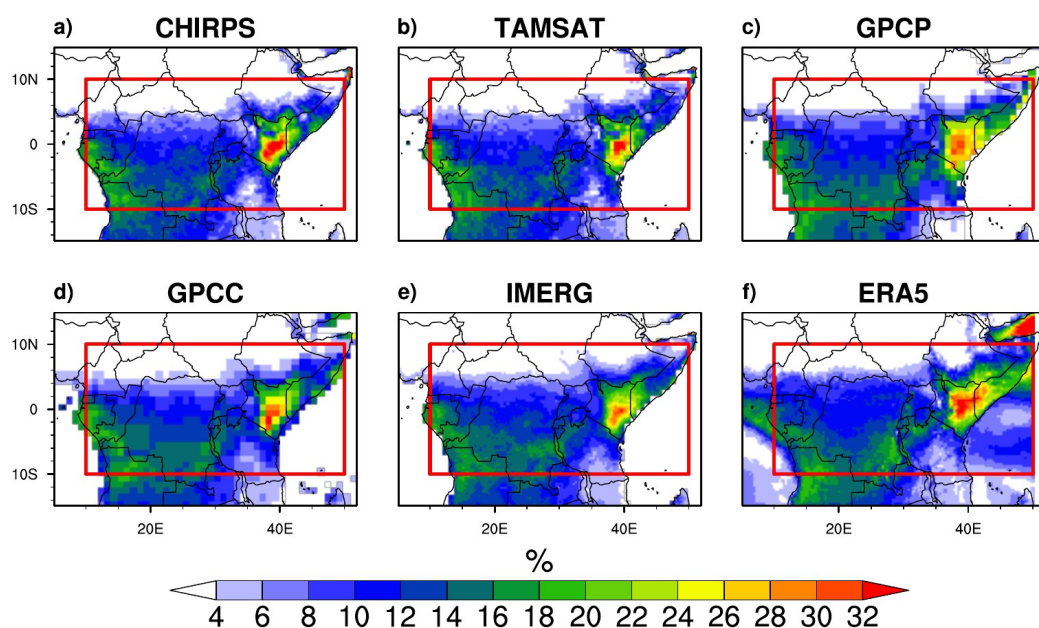 a) CHIRPS b) TAMSAT c) GPCP
10N
0
10S
d) GPCC e) IMERG f) ERA5
10N
0
10S
20E 40E 20E 40E 20E 40E
%
4 6 8 10 12 14 16 18 20 22 24 26 28 30 32